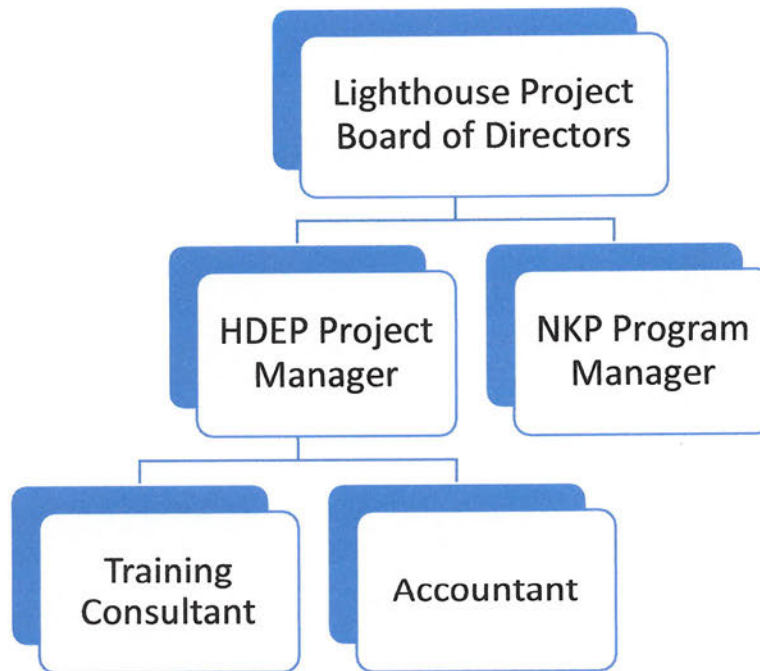 Lighthouse Project
Board of Directors
HDEP Project
Manager
NKP Program
Manager
Training
Consultant
Accountant